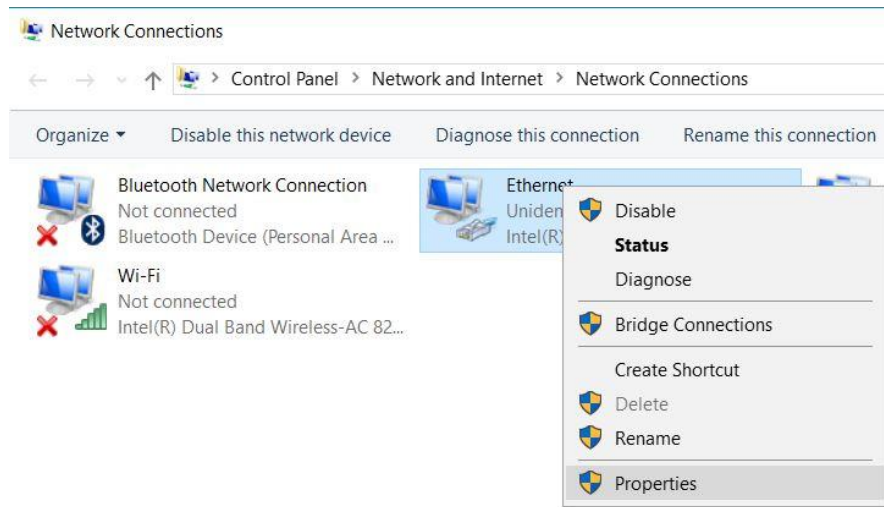 Network Connections
Control Panel > Network and Internet > Network Connections
Organize Disable this network device Diagnose this connection Rename this connection
Bluetooth Network Connection
Not connected
Bluetooth Device (Personal Area ...
Wi-Fi
Not connected
Intel(R) Dual Band Wireless-AC 82...
Ethernet
Uniden
Intel(R)
Disable
Status
Diagnose
Bridge Connections
Create Shortcut
Delete
Rename
Properties